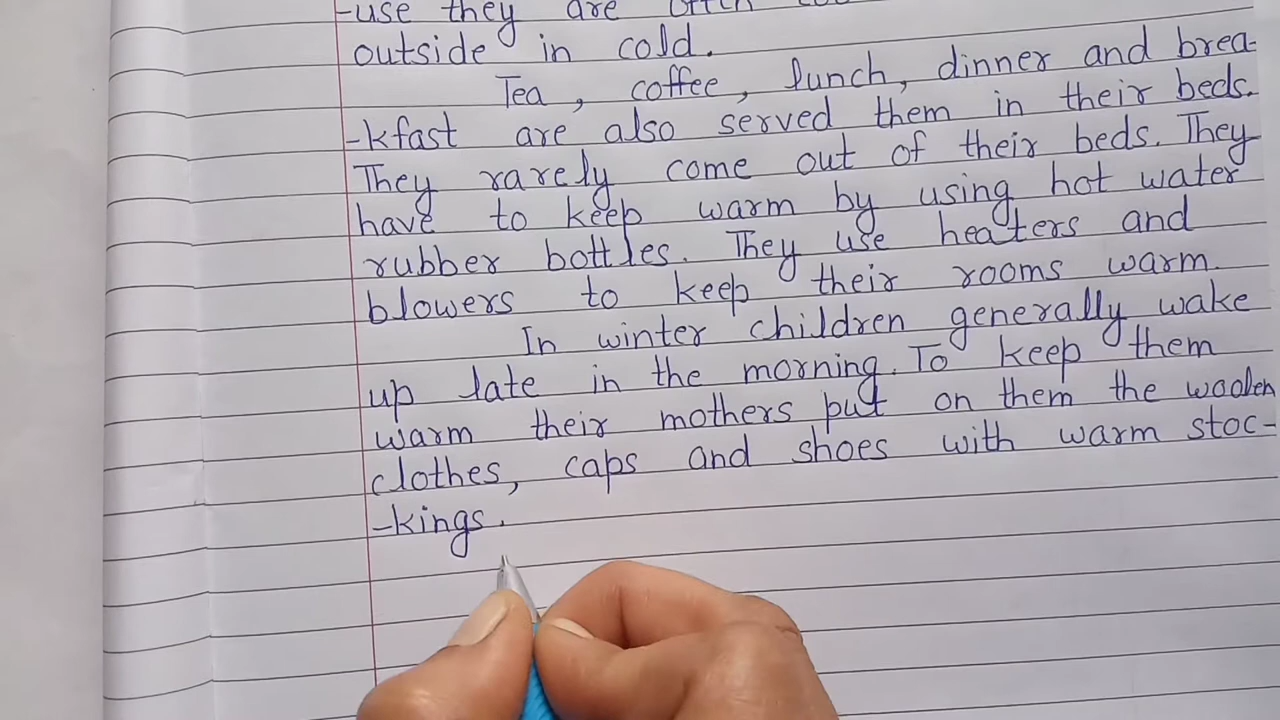 -use they are often
outside in cold.
Tea, coffee, lunch, dinner and brea-
-kfast are also served them in their beds.
They rarely come out of their beds. They
have to keep warm by using hot water
rubber bottles. They use heaters and
blowers to keep their rooms warm.
In winter children generally wake
up late in the morning. To keep them
warm their mothers put on them the woolen
clothes, caps and shoes with warm stoc-
-kings.